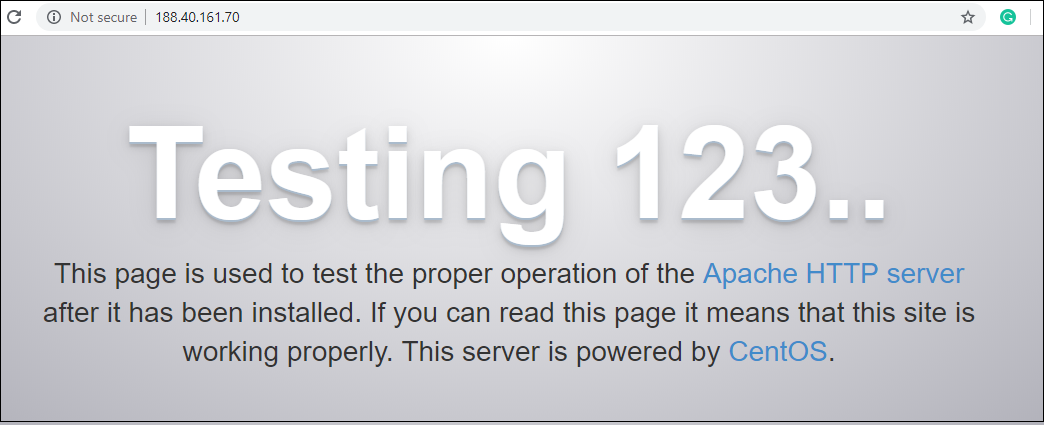 Not secure 188.40.161.70
Testing 123..
This page is used to test the proper operation of the Apache HTTP server
after it has been installed. If you can read this page it means that this site is
working properly. This server is powered by CentOS.